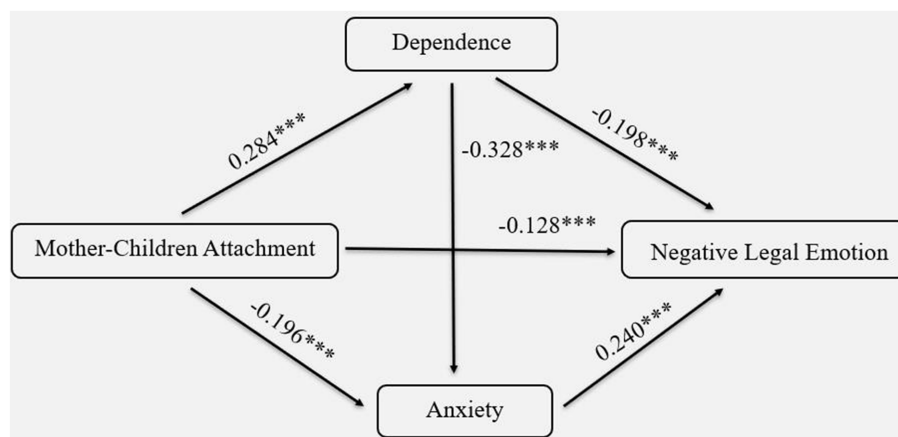 Dependence
0.284***
-0.198***
-0.328***
-0.128***
Mother-Children Attachment
Negative Legal Emotion
-0.196***
0.240***
Anxiety